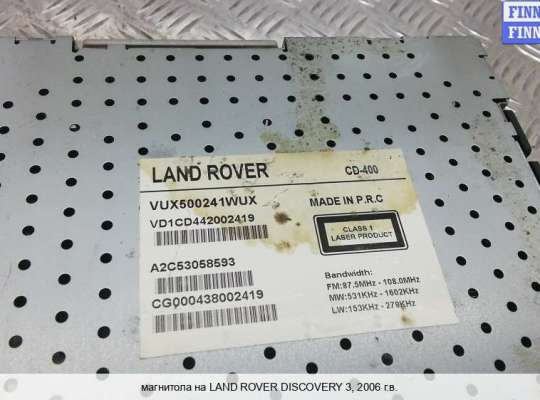 FINN
FINN
LAND ROVER CD-400
VUX500241WUX MADE IN P.R.C
VD1CD442002419
CLASS 1
LASER PRODUCT
A2C53058593
Bandwidth:
FM:87.5MHz - 108.0MHz
CG000438002419 MW:531KHz - 1602KHz
LW:153KHz - 279KHz
магнитола на LAND ROVER DISCOVERY 3, 2006 г.в.